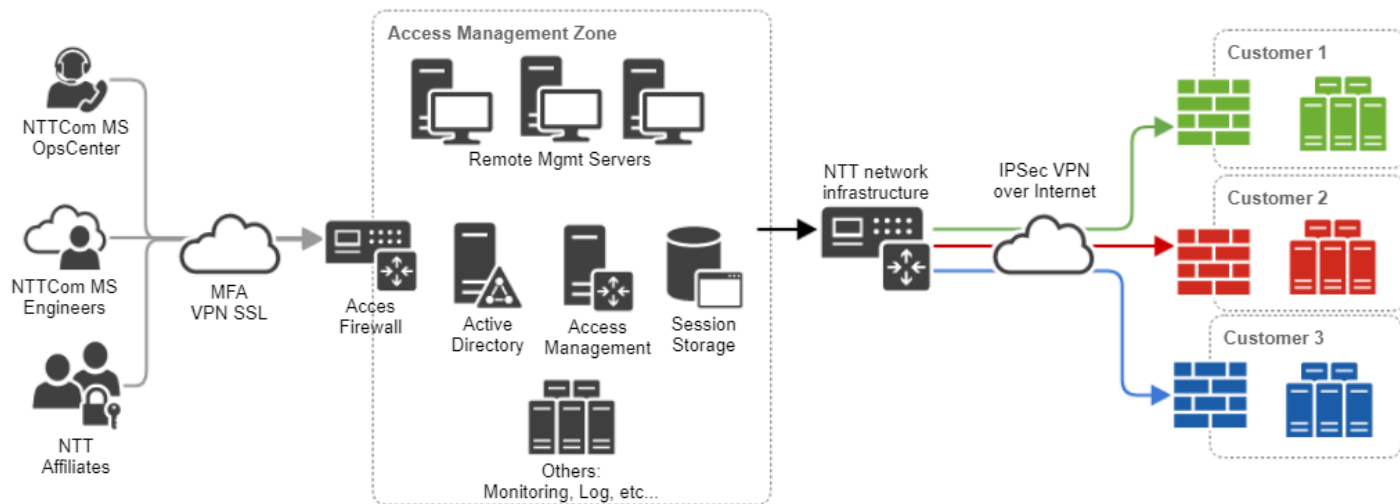 NTTCom MS
OpsCenter
NTTCom MS
Engineers
NTT
Affiliates
MFA
VPN SSL
Acces
Firewall
Access Management Zone
Remote Mgmt Servers
Active
Directory
Access
Management
Session
Storage
Others:
Monitoring, Log, etc...
NTT network
infrastructure
IPSec VPN
over Internet
Customer 1
Customer 2
Customer 3